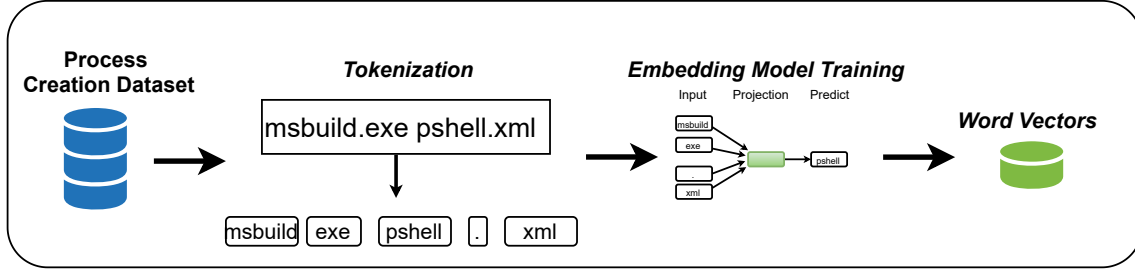 Process
Creation Dataset
Tokenization
msbuild.exe pshell.xml
msbuild exe pshell . xml
Embedding Model Training
Input Projection Predict
msbuild
exe
.
xml
pshell
Word Vectors